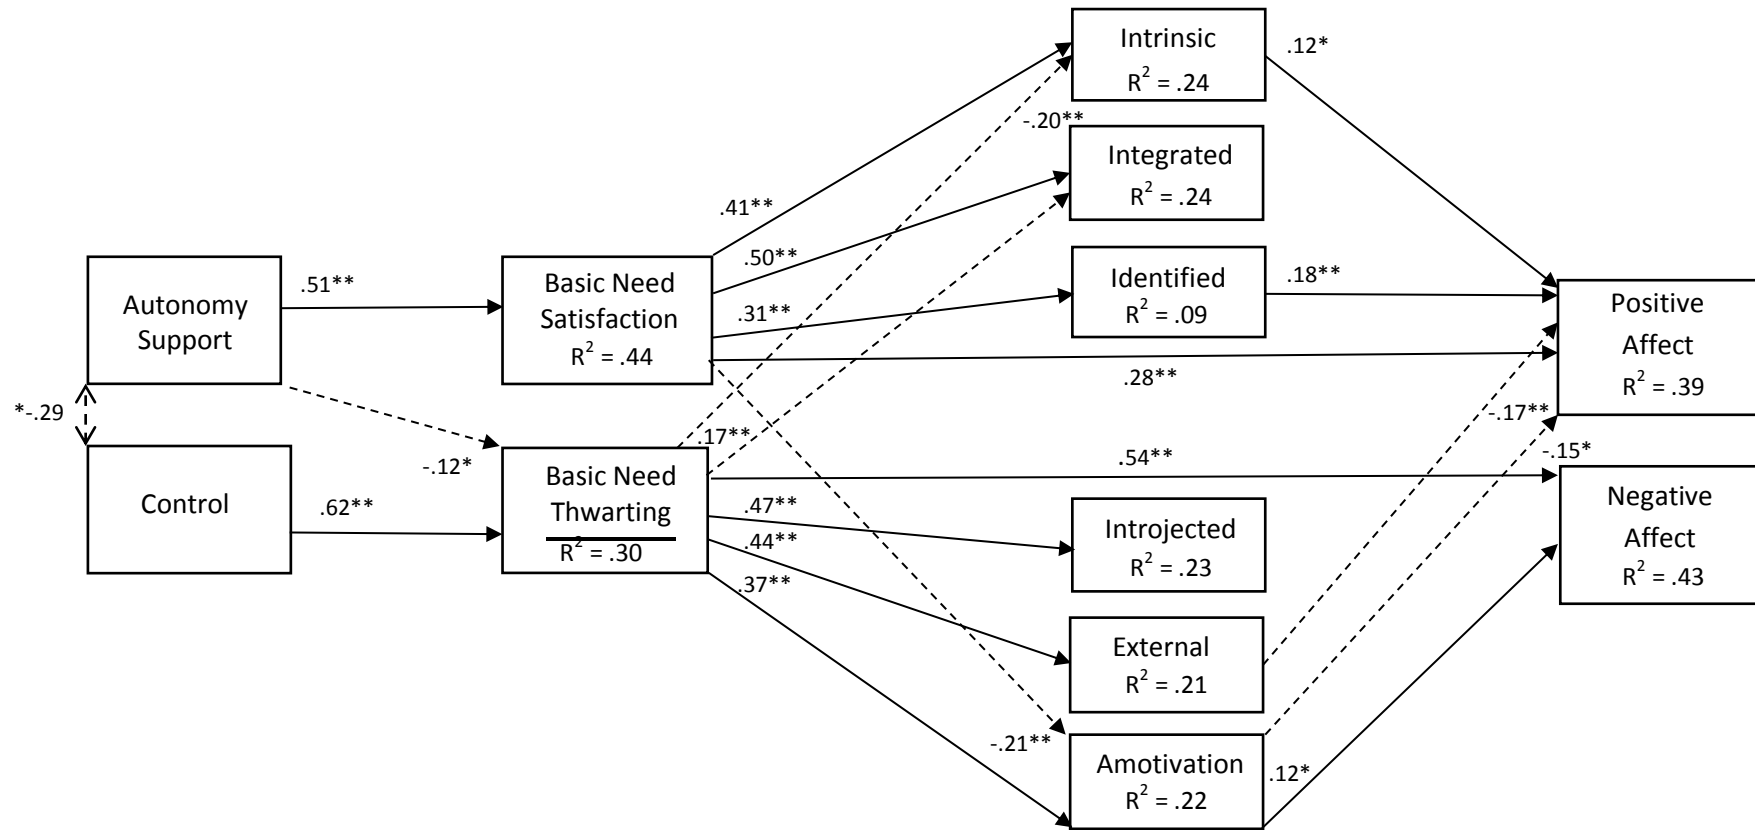 Intrinsic
R² = .24
.12*
-.20**
Integrated
R² = .24
.41**
.50**
Autonomy
Support
.51**
Basic Need
Satisfaction
R² = .44
.31**
Identified
R² = .09
.18**
Positive
Affect
R² = .39
.28**
*-.29
-.12*
.17**
-.17**
-.15*
Control
.62**
Basic Need
Thwarting
R² = .30
.54**
.47**
.44**
.37**
Introjected
R² = .23
Negative
Affect
R² = .43
External
R² = .21
-.21**
Amotivation
R² = .22
.12*